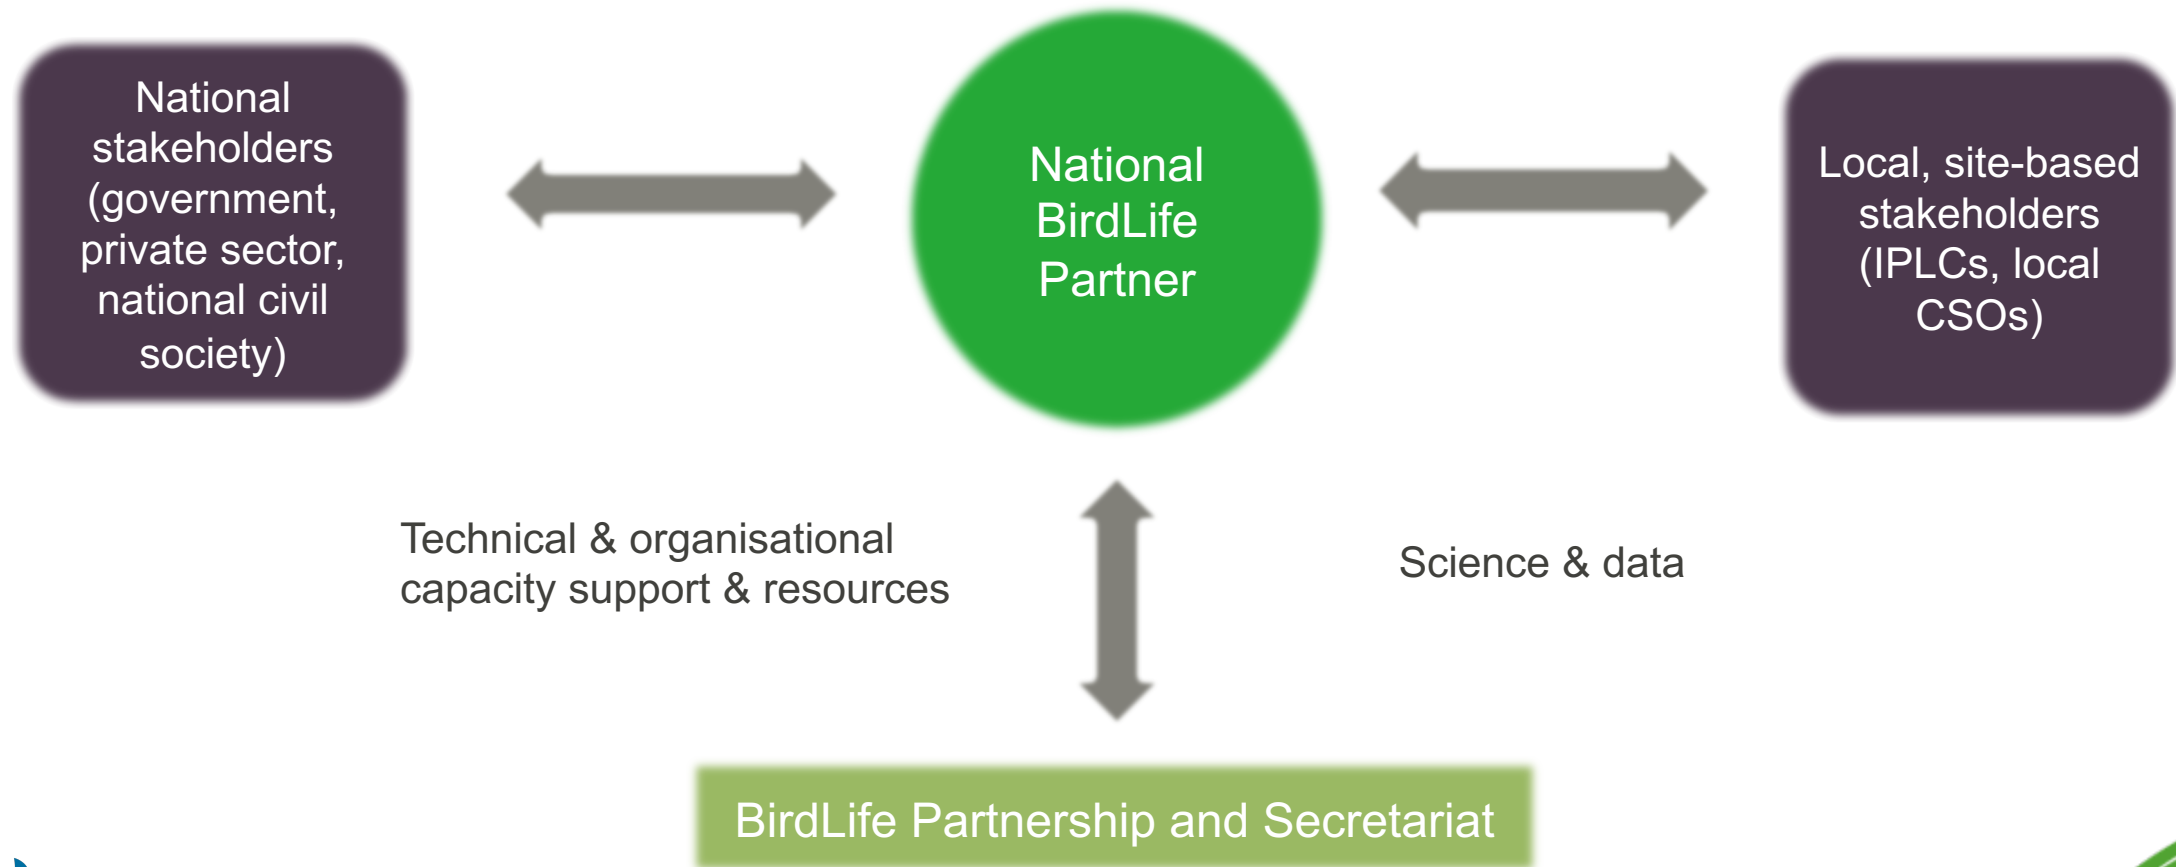 National
stakeholders
(government,
private sector,
national civil
society)
National
BirdLife
Partner
Local, site-based
stakeholders
(IPLCs, local
CSOs)
Technical & organisational
capacity support & resources
Science & data
BirdLife Partnership and Secretariat